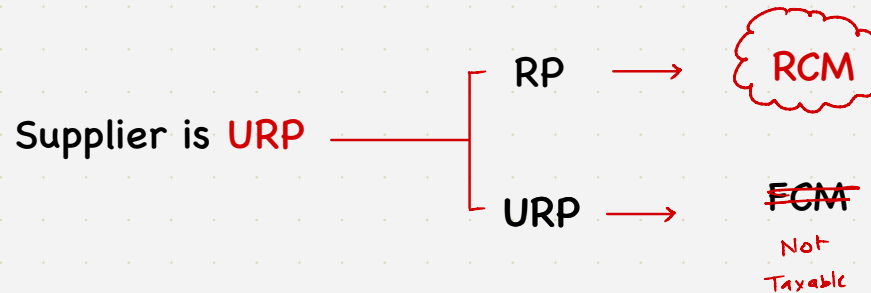 RP
RCM
Supplier is URP
URP
FCM
Not
Taxable